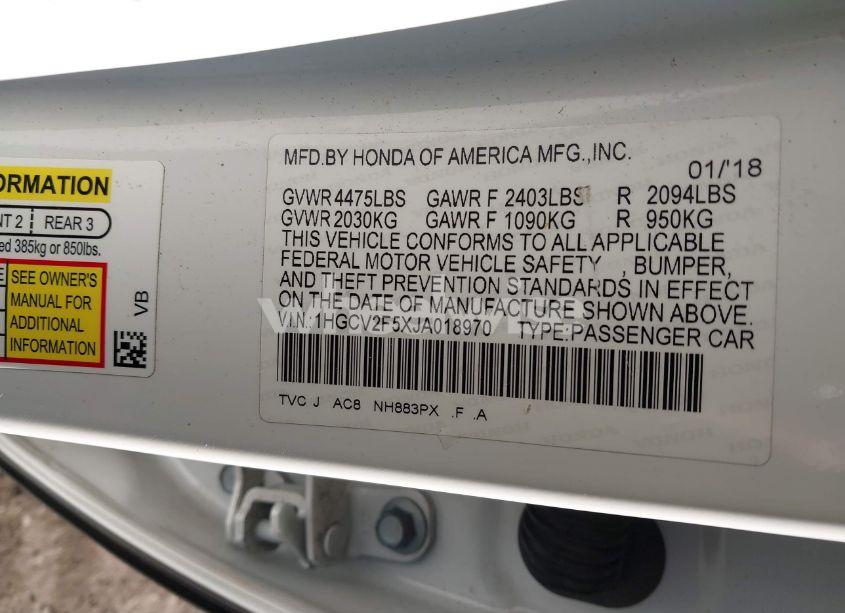 ORMATION
NT 2 REAR 3
ed 385kg or 850lbs.
SEE OWNER'S
MANUAL FOR
ADDITIONAL
INFORMATION
VB
MFD.BY HONDA OF AMERICA MFG.,INC.
01/'18
GVWR 4475LBS GAWR F 2403LBS R 2094LBS
GVWR 2030KG GAWR F 1090KG R 950KG
THIS VEHICLE CONFORMS TO ALL APPLICABLE
FEDERAL MOTOR VEHICLE SAFETY , BUMPER,
AND THEFT PREVENTION STANDARDS IN EFFECT
ON THE DATE OF MANUFACTURE SHOWN ABOVE.
V.I.N.:1HGCV2F5XJA018970 TYPE:PASSENGER CAR
TVC J AC8 NH883PX .F .A